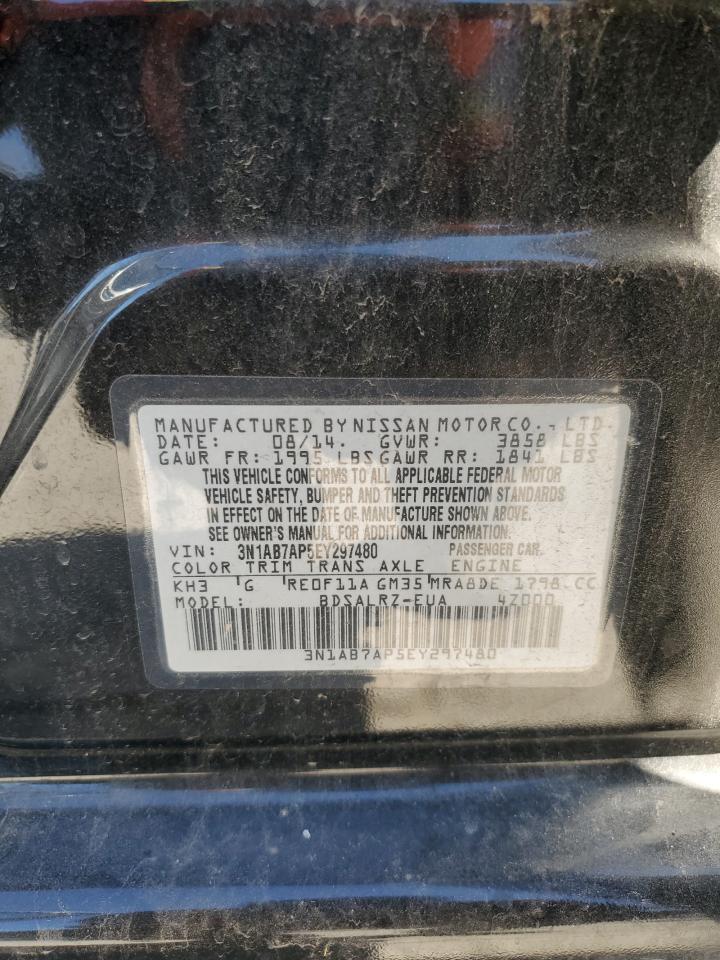 MANUFACTURED BY NISSAN MOTOR CO., LTD.
DATE: 08/14. GVWR: 3858 LBS
GAWR FR: 1995 LBS GAWR RR: 1841 LBS
THIS VEHICLE CONFORMS TO ALL APPLICABLE FEDERAL MOTOR
VEHICLE SAFETY, BUMPER AND THEFT PREVENTION STANDARDS
IN EFFECT ON THE DATE OF MANUFACTURE SHOWN ABOVE.
SEE OWNER'S MANUAL FOR ADDITIONAL INFORMATION.
VIN: 3N1AB7AP5EY297480 PASSENGER CAR.
COLOR TRIM TRANS AXLE ENGINE
KH3 'G RE0F11A GM35 MRA8DE 1798 CC
MODEL: BDSALRZ-EUA 4Z000
3N1AB7AP5EY297480